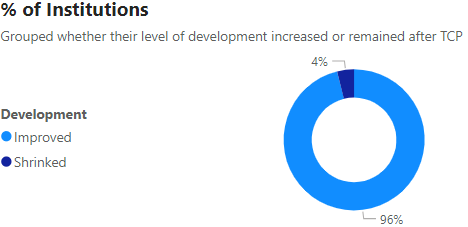 % of Institutions
Grouped whether their level of development increased or remained after TCP
4%
Development
Improved
Shrinked
96%